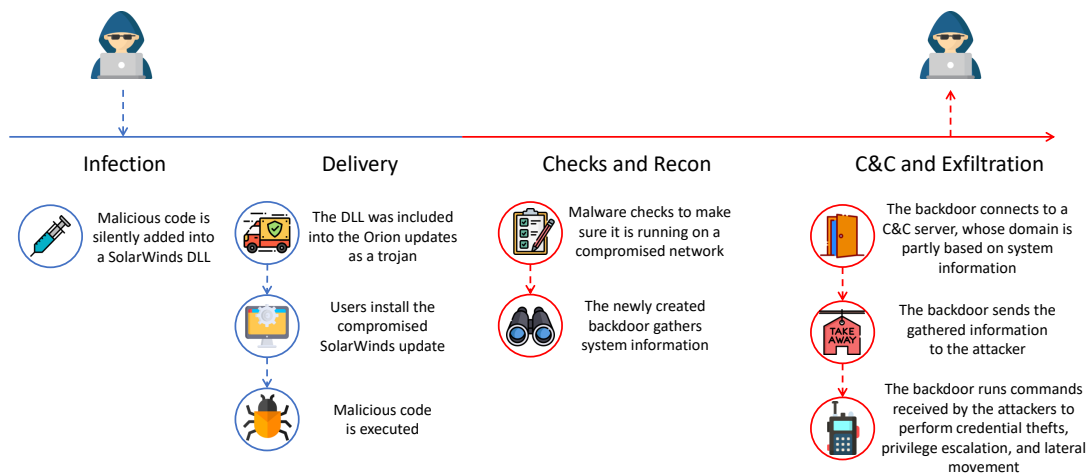 Infection
Malicious code is
silently added into
a SolarWinds DLL
Delivery
The DLL was included
into the Orion updates
as a trojan
Users install the
compromised
SolarWinds update
Malicious code
is executed
Checks and Recon
Malware checks to make
sure it is running on a
compromised network
The newly created
backdoor gathers
system information
C&C and Exfiltration
The backdoor connects to a
C&C server, whose domain is
partly based on system
information
TAKE
AWAY
The backdoor sends the
gathered information
to the attacker
The backdoor runs commands
received by the attackers to
perform credential thefts,
privilege escalation, and lateral
movement